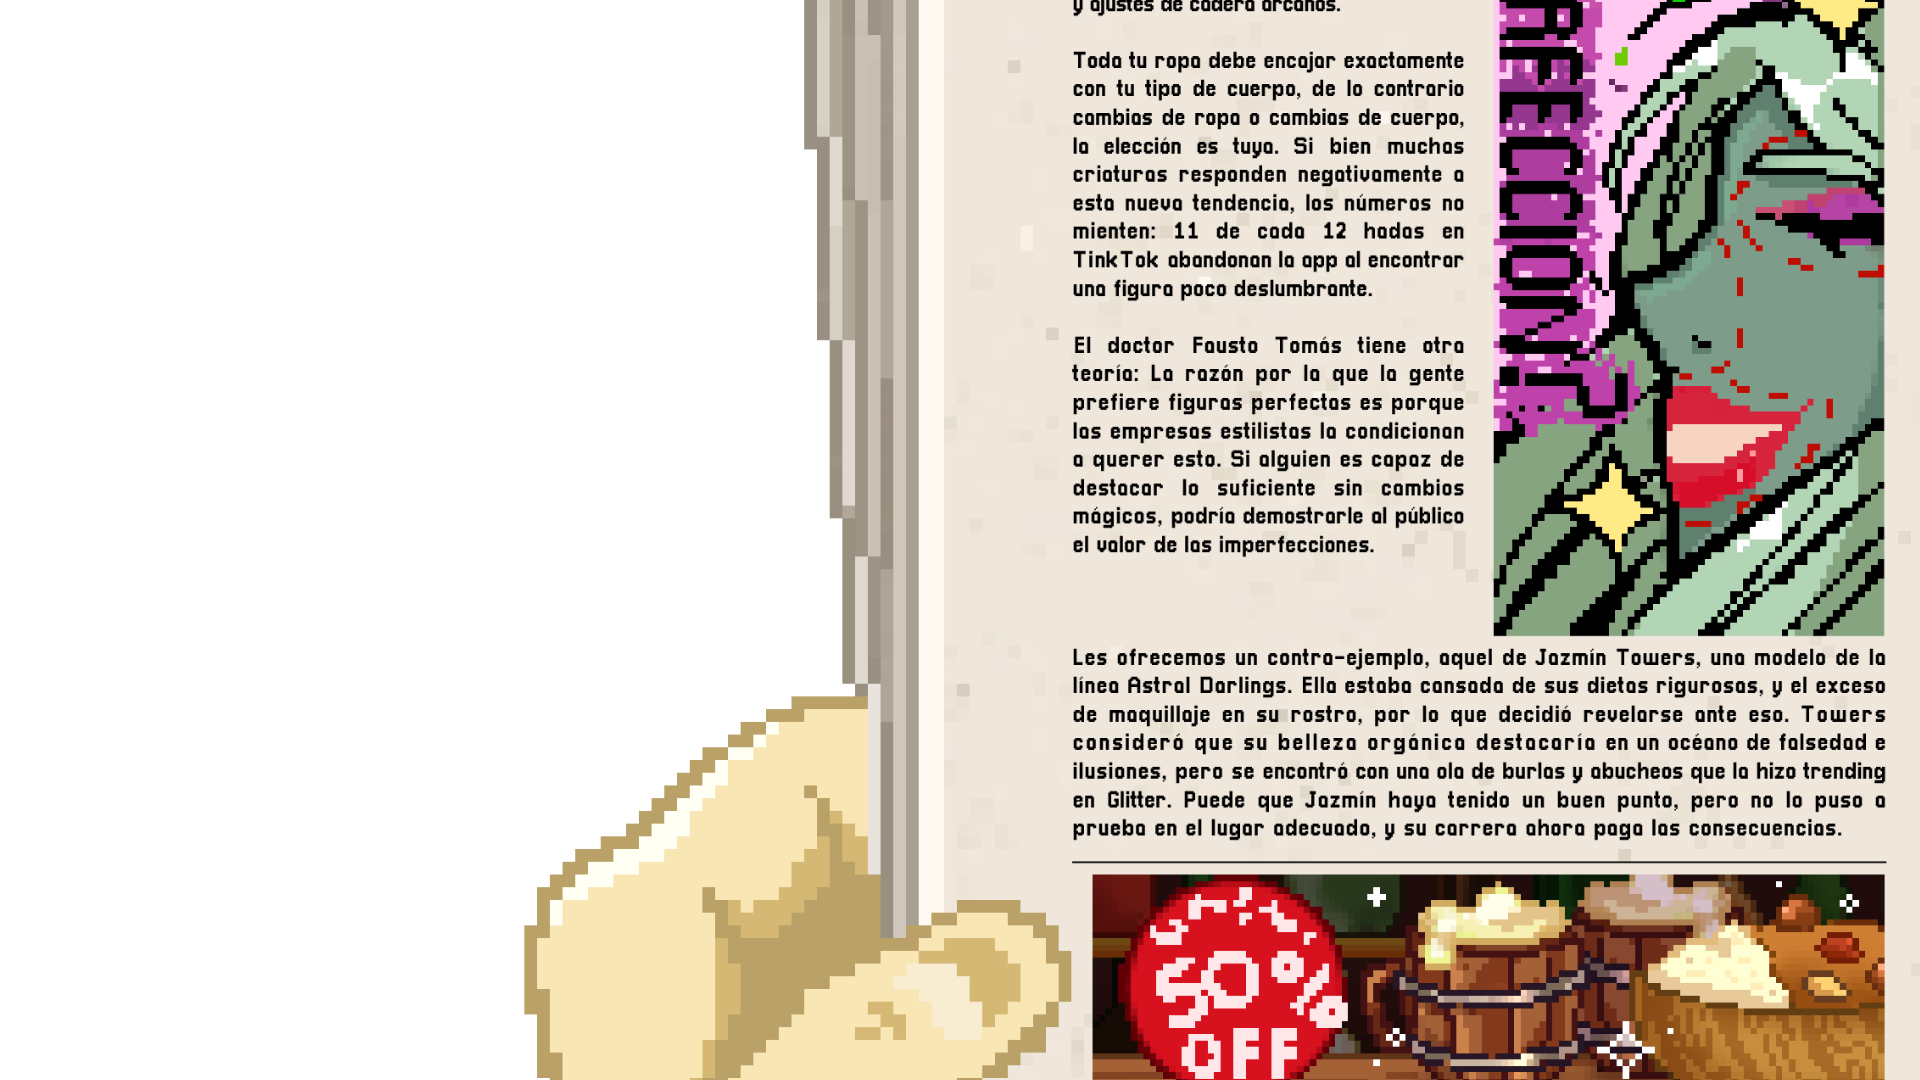 y ajustes de cadera arcanos.
Toda tu ropa debe encajar exactamente
con tu tipo de cuerpo, de lo contrario
cambias de ropa o cambias de cuerpo,
la elección es tuya. Si bien muchas
criaturas responden negativamente a
esta nueva tendencia, los números no
mienten: 11 de cada 12 hadas en
TinkTok abandonan la app al encontrar
una figura poco deslumbrante.
El doctor Fausto Tomás tiene otra
teoría: La razón por la que la gente
prefiere figuras perfectas es porque
las empresas estilistas la condicionan
a querer esto. Si alguien es capaz de
destacar lo suficiente sin cambios
mágicos, podría demostrarle al público
el valor de las imperfecciones.
Les ofrecemos un contra-ejemplo, aquel de Jazmín Towers, una modelo de la
línea Astral Darlings. Ella estaba cansada de sus dietas rigurosas, y el exceso
de maquillaje en su rostro, por lo que decidió revelarse ante eso. Towers
consideró que su belleza orgánica destacaría en un océano de falsedad e
ilusiones, pero se encontró con una ola de burlas y abucheos que la hizo trending
en Glitter. Puede que Jazmín haya tenido un buen punto, pero no lo puso a
prueba en el lugar adecuado, y su carrera ahora paga las consecuencias.
50%
OFF